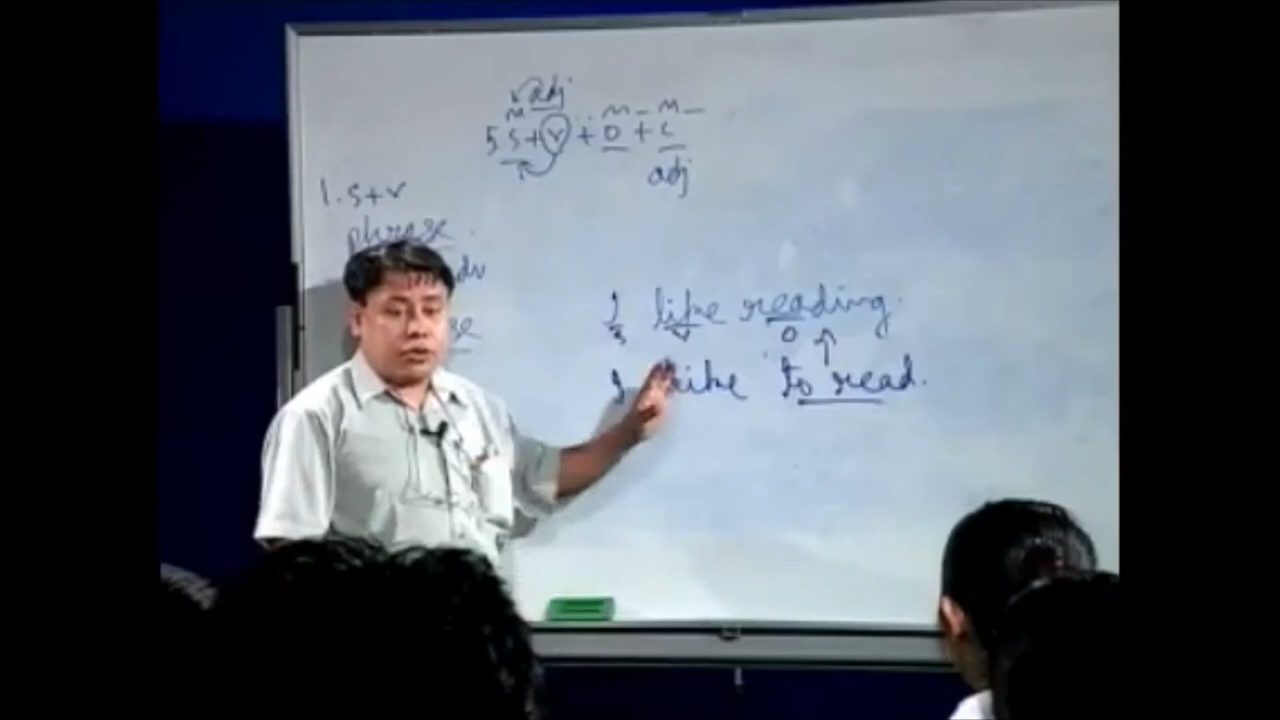 adj
5 S + V + O + C
adj
1. S + V
phrase
I like reading.
S V O
I like to read.